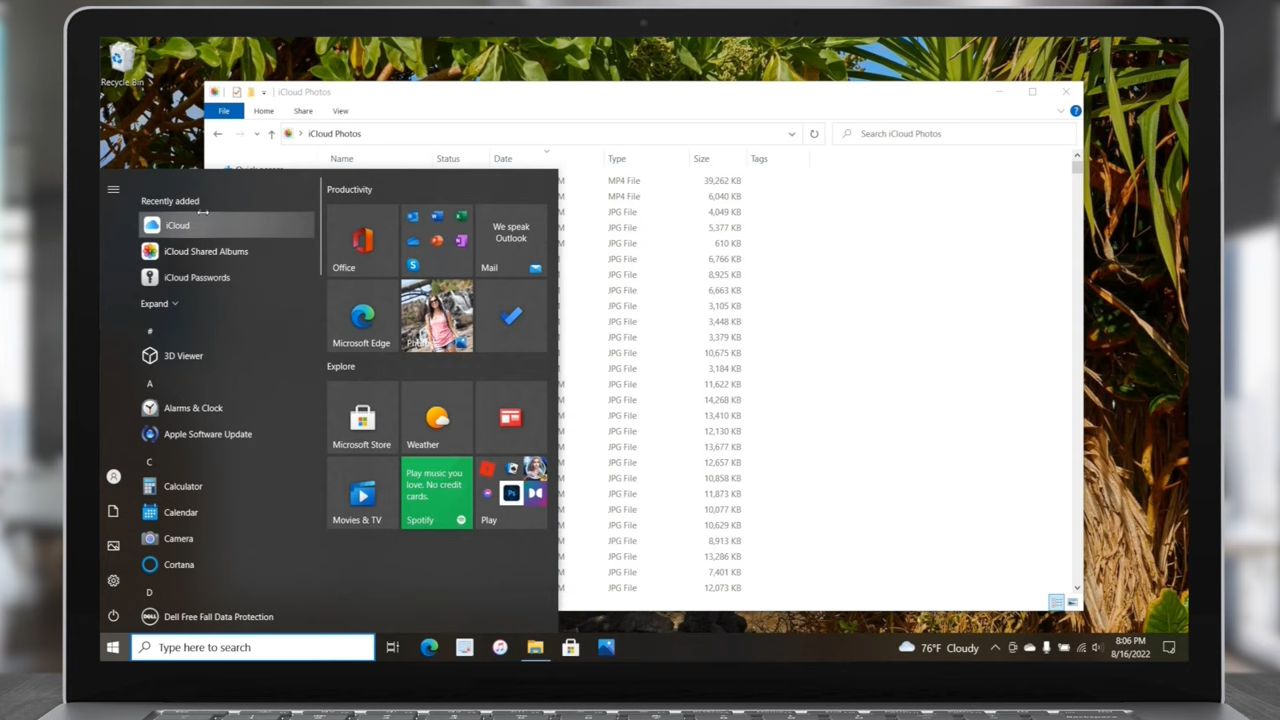 Recycle Bin
iCloud Photos
File
Home
Share
View
iCloud Photos
Search iCloud Photos
Name
Status
Date
Type
Size
Tags
MP4 File 39,262 KB
MP4 File 6,040 KB
JPG File 4,049 KB
JPG File 5,377 KB
JPG File 610 KB
JPG File 6,766 KB
JPG File 8,925 KB
JPG File 6,663 KB
JPG File 3,105 KB
JPG File 3,448 KB
JPG File 3,379 KB
JPG File 10,675 KB
JPG File 3,184 KB
JPG File 11,622 KB
JPG File 14,268 KB
JPG File 13,410 KB
JPG File 12,130 KB
JPG File 13,677 KB
JPG File 12,657 KB
JPG File 10,858 KB
JPG File 11,873 KB
JPG File 10,077 KB
JPG File 10,629 KB
JPG File 8,913 KB
JPG File 13,286 KB
JPG File 7,401 KB
JPG File 12,073 KB
Recently added
iCloud
iCloud Shared Albums
iCloud Passwords
Expand
#
3D Viewer
A
Alarms & Clock
Apple Software Update
C
Calculator
Calendar
Camera
Cortana
D
DELL
Dell Free Fall Data Protection
Productivity
Office
We speak
Outlook
Mail
Microsoft Edge
Explore
Microsoft Store
Weather
Movies & TV
Play music you
love. No credit
cards.
Spotify
Ps
Play
Type here to search
76°F Cloudy
8:06 PM
8/16/2022